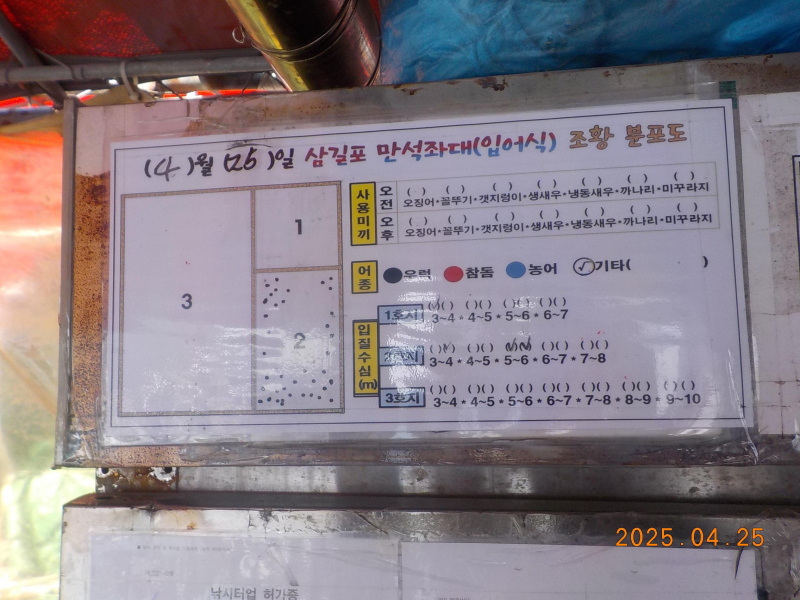 (4)월 (25)일 삼길포 만석좌대(입어식) 조황 분포도
1
2
3
사용미끼
오전 ( ) ( ) ( ) ( ) ( ) ( ) ( )
오징어•꼴뚜기•갯지렁이•생새우•냉동새우•까나리•미꾸라지
오후 ( ) ( ) ( ) ( ) ( ) ( ) ( )
오징어•꼴뚜기•갯지렁이•생새우•냉동새우•까나리•미꾸라지
어종 우럭 참돔 농어 ✓기타( )
입질수심(m)
1호지 3~4 * 4~5 * 5~6 * 6~7
2호지 3~4 * 4~5 * 5~6 * 6~7 * 7~8
3호지 3~4 * 4~5 * 5~6 * 6~7 * 7~8 * 8~9 * 9~10
낚시터업 허가증
2025.04.25